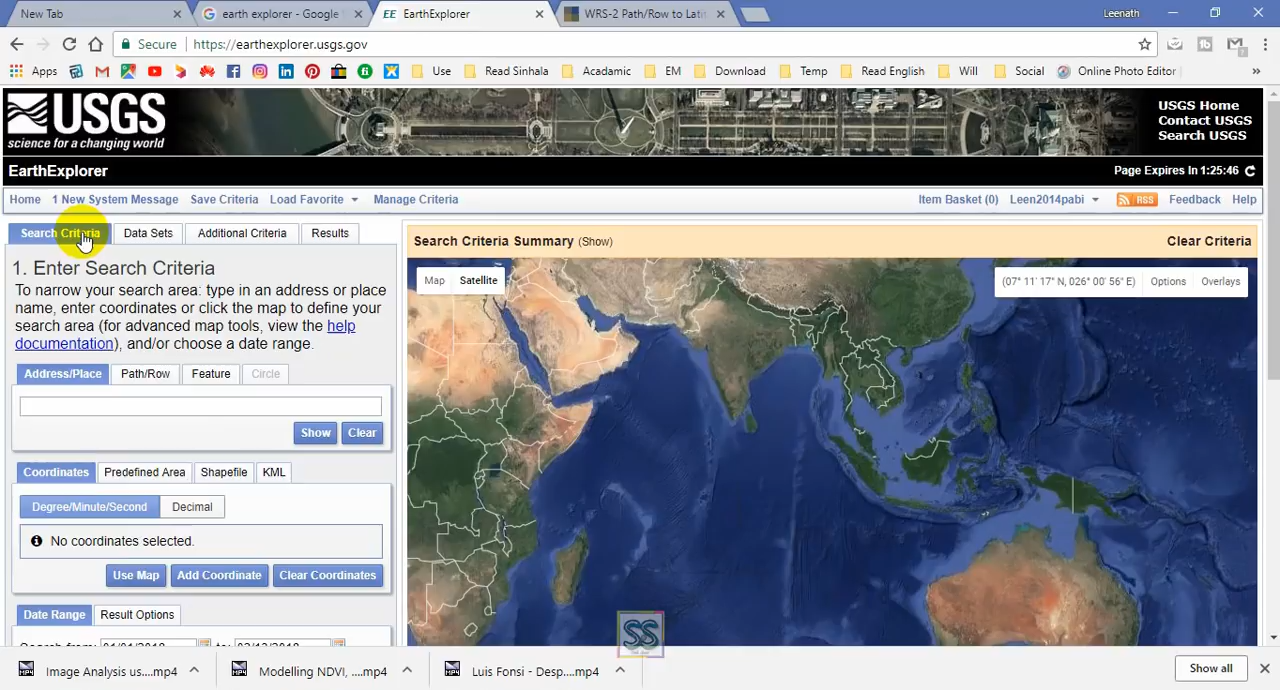 New Tab
earth explorer - Google
EarthExplorer
WRS-2 Path/Row to Lati
Leenath
Secure
https://earthexplorer.usgs.gov
Apps
Use
Read Sinhala
Acadamic
EM
Download
Temp
Read English
Will
Social
Online Photo Editor
USGS
science for a changing world
USGS Home
Contact USGS
Search USGS
EarthExplorer
Page Expires In 1:25:46
Home
1 New System Message
Save Criteria
Load Favorite
Manage Criteria
Item Basket (0)
Leen2014pabi
RSS
Feedback
Help
Search Criteria
Data Sets
Additional Criteria
Results
1. Enter Search Criteria
To narrow your search area: type in an address or place
name, enter coordinates or click the map to define your
search area (for advanced map tools, view the help
documentation), and/or choose a date range.
Address/Place
Path/Row
Feature
Circle
Show
Clear
Coordinates
Predefined Area
Shapefile
KML
Degree/Minute/Second
Decimal
No coordinates selected.
Use Map
Add Coordinate
Clear Coordinates
Date Range
Result Options
Search Criteria Summary (Show)
Clear Criteria
Map
Satellite
(07° 11' 17" N, 026° 00' 56" E)
Options
Overlays
SS
Image Analysis us....mp4
Modelling NDVI, ....mp4
Luis Fonsi - Desp....mp4
Show all